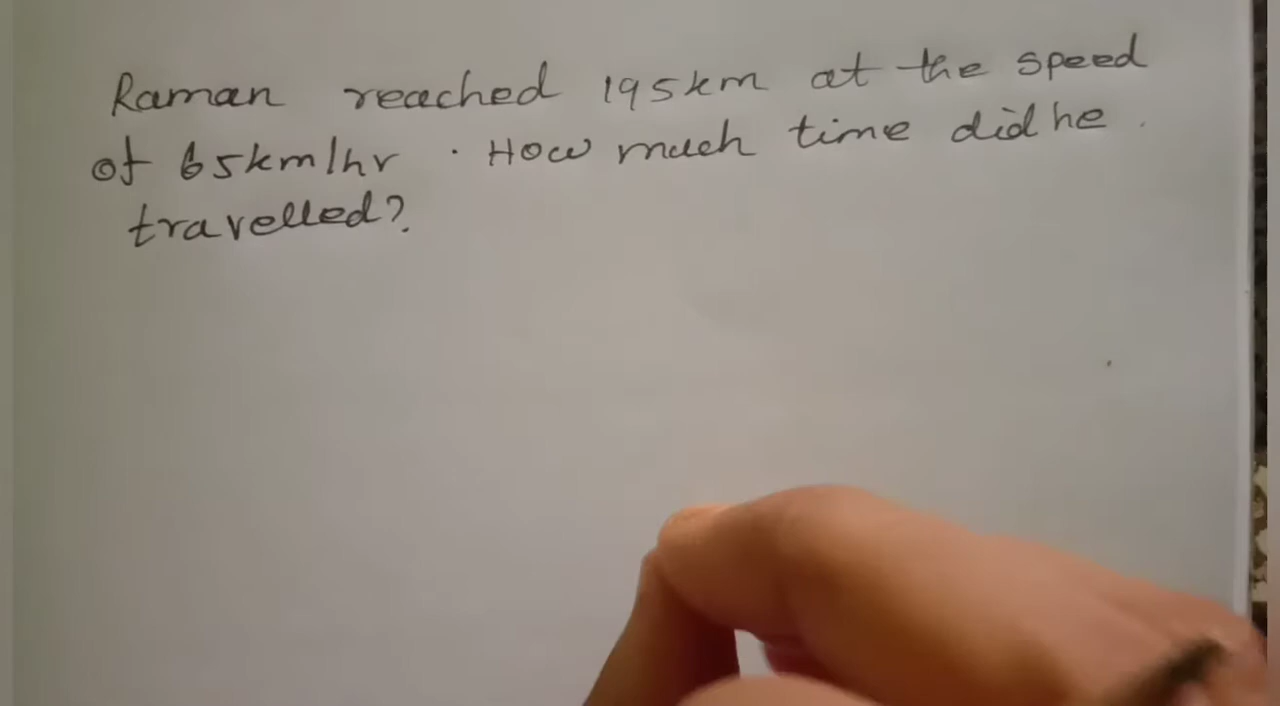 Raman reached 195km at the speed
of 65km/hr . How much time did he
travelled?